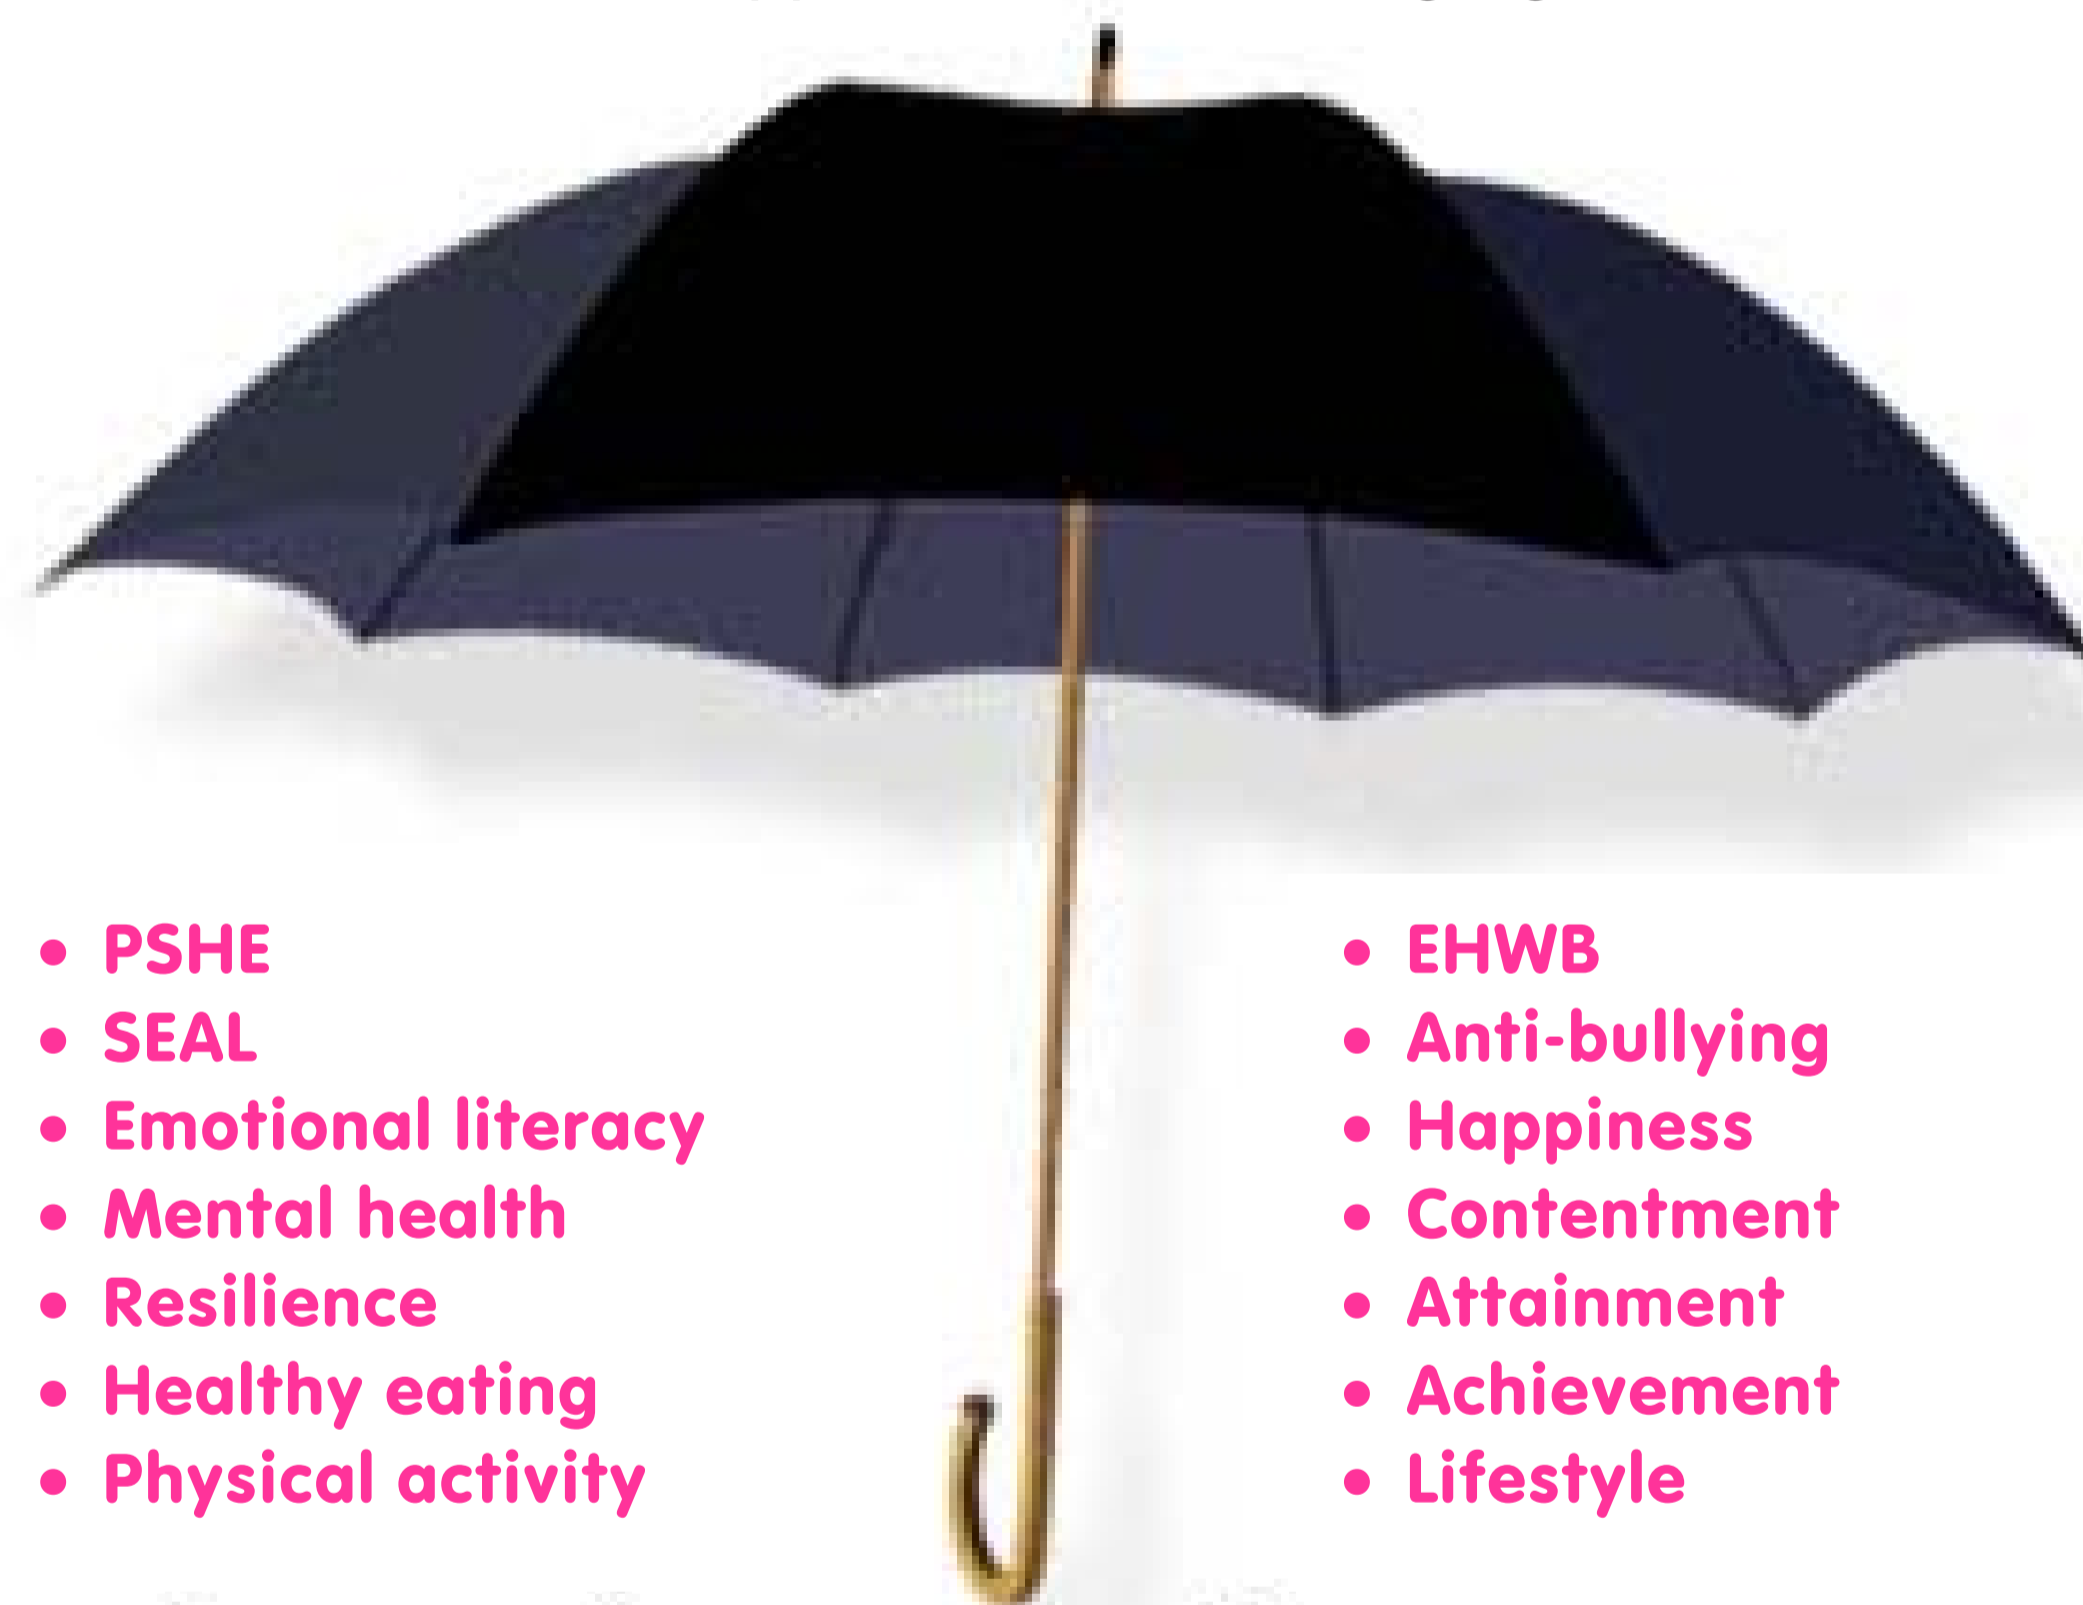 • PSHE
• SEAL
• Emotional literacy
• Mental health
• Resilience
• Healthy eating
• Physical activity
• EHWB
• Anti-bullying
• Happiness
• Contentment
• Attainment
• Achievement
• Lifestyle